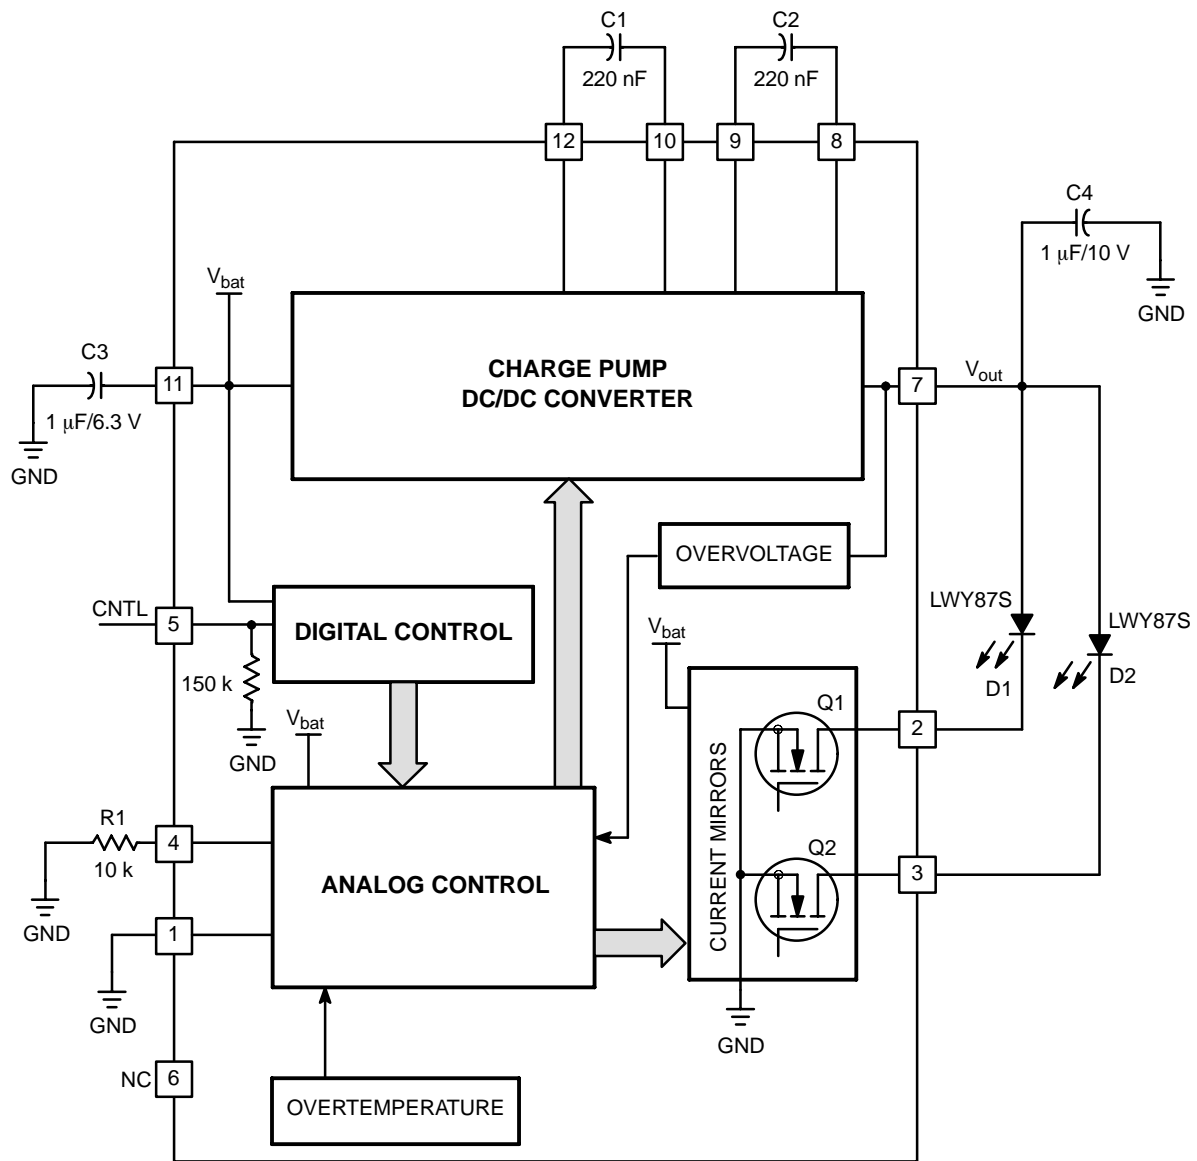 C1
C2
220 nF
220 nF
12
10
9
8
C4
1 μF/10 V
GND
Vbat
C3
11
1 μF/6.3 V
GND
CHARGE PUMP
DC/DC CONVERTER
7
Vout
OVERVOLTAGE
CNTL
5
DIGITAL CONTROL
150 k
GND
Vbat
Vbat
LWY87S
D1
LWY87S
D2
Q1
2
R1
10 k
4
GND
ANALOG CONTROL
CURRENT MIRRORS
Q2
3
1
GND
GND
NC
6
OVERTEMPERATURE